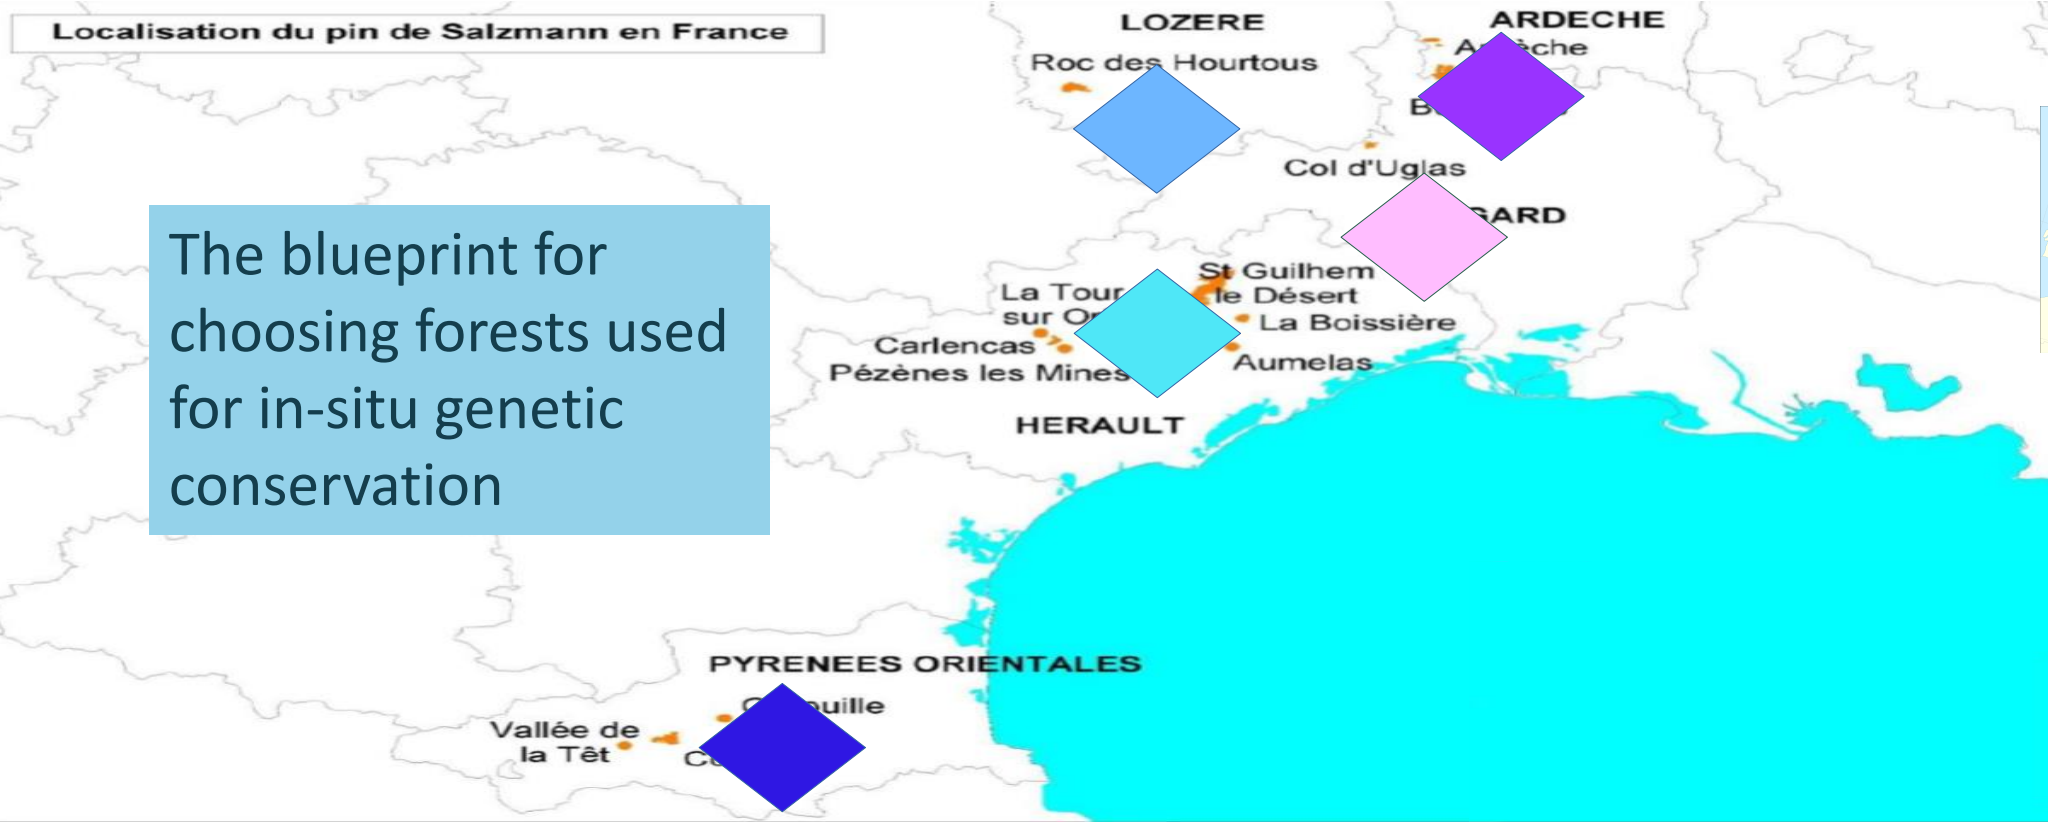 Localisation du pin de Salzmann en France
LOZERE
ARDECHE
Roc des Hourtous
Col d'Uglas
The blueprint for
choosing forests used
for in-situ genetic
conservation
St Guilhem
le Désert
La Tour
sur
La Boissière
Carlencas
Aumelas
Pézènes les Mines
HERAULT
PYRENEES ORIENTALES
Vallée de
la Têt